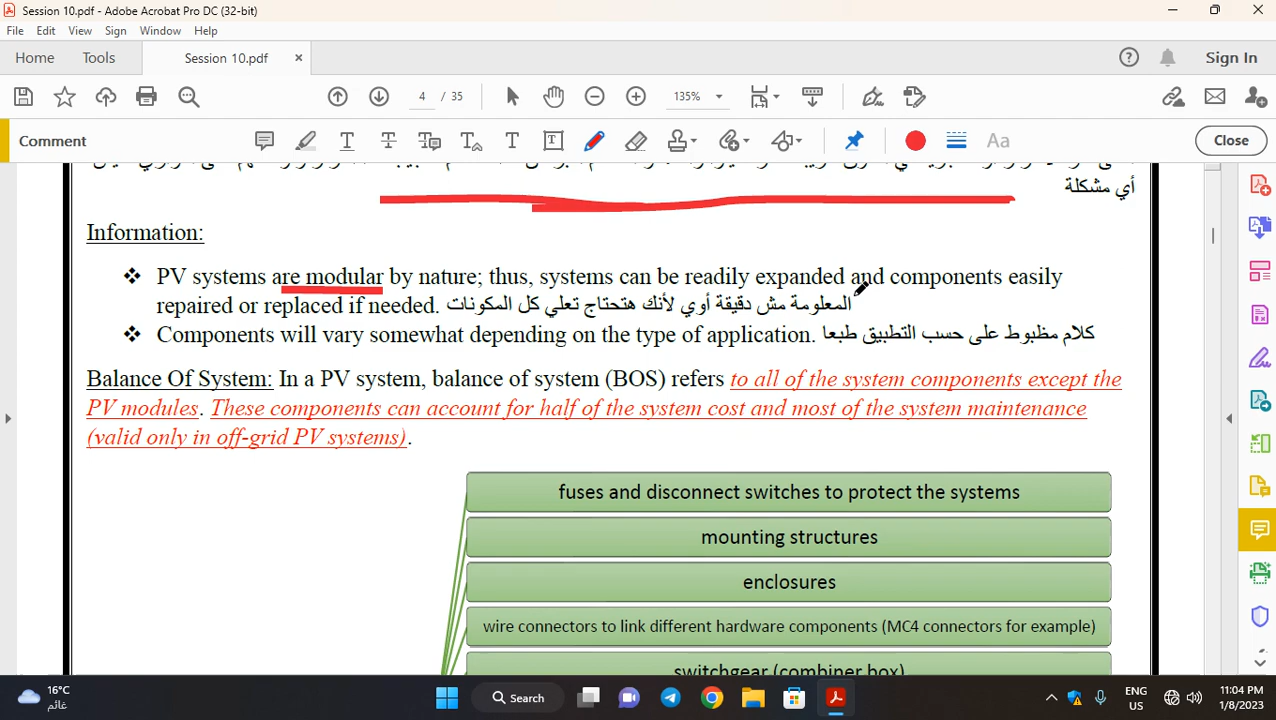 Session 10.pdf - Adobe Acrobat Pro DC (32-bit)
File Edit View Sign Window Help
Home Tools Session 10.pdf × Sign In
4 / 35 135%
Comment Aa Close
أي مشكلة
Information:
❖ PV systems are modular by nature; thus, systems can be readily expanded and components easily
repaired or replaced if needed. المعلومة مش دقيقة أوي لأنك هتحتاج تعلي كل المكونات
❖ Components will vary somewhat depending on the type of application. كلام مظبوط على حسب التطبيق طبعا
Balance Of System: In a PV system, balance of system (BOS) refers to all of the system components except the
PV modules. These components can account for half of the system cost and most of the system maintenance
(valid only in off-grid PV systems).
fuses and disconnect switches to protect the systems
mounting structures
enclosures
wire connectors to link different hardware components (MC4 connectors for example)
switchgear (combiner box)
16°C
غائم
Search
ENG
US
11:04 PM
1/8/2023